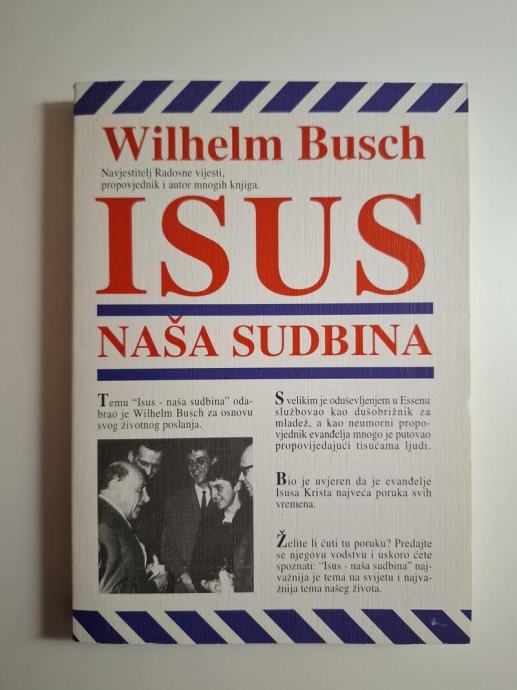 Wilhelm Busch
Navjestitelj Radosne vijesti,
propovjednik i autor mnogih knjiga.
ISUS
NAŠA SUDBINA
Temu “Isus - naša sudbina” oda-
brao je Wilhelm Busch za osnovu
svog životnog poslanja.
S velikim je oduševljenjem u Essenu
službovao kao dušobrižnik za
mladež, a kao neumorni propo-
vjednik evanđelja mnogo je putovao
propovijedajući tisućama ljudi.
Bio je uvjeren da je evanđelje
Isusa Krista najveća poruka svih
vremena.
Želite li čuti tu poruku? Predajte
se njegovu vodstvu i uskoro ćete
spoznati: “Isus - naša sudbina” naj-
važnija je tema na svijetu i najva-
žnija tema našeg života.